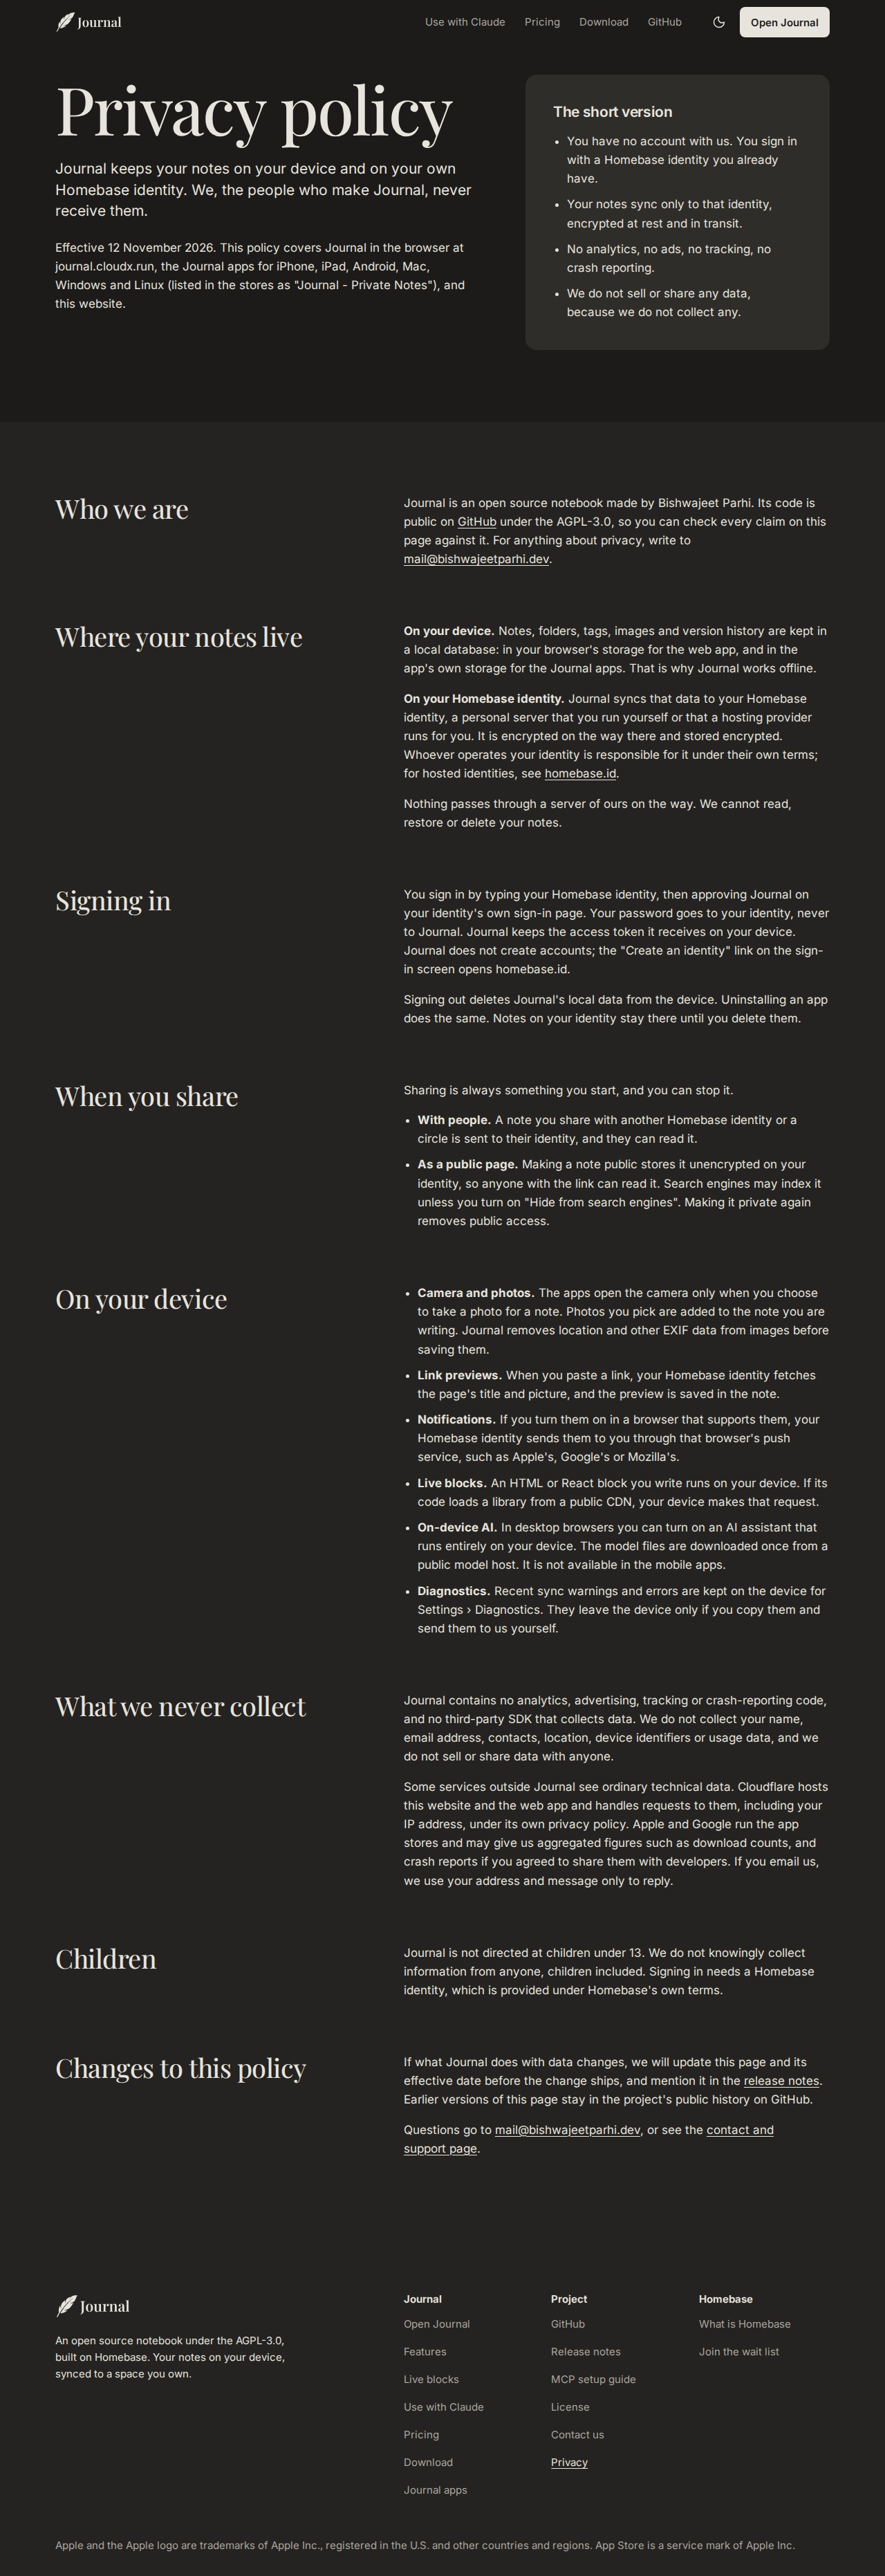 Journal
Use with Claude
Pricing
Download
GitHub
Open Journal
Privacy policy
Journal keeps your notes on your device and on your own
Homebase identity. We, the people who make Journal, never
receive them.
Effective 12 November 2026. This policy covers Journal in the browser at
journal.cloudx.run, the Journal apps for iPhone, iPad, Android, Mac,
Windows and Linux (listed in the stores as "Journal - Private Notes"), and
this website.
The short version
• You have no account with us. You sign in
with a Homebase identity you already
have.
• Your notes sync only to that identity,
encrypted at rest and in transit.
• No analytics, no ads, no tracking, no
crash reporting.
• We do not sell or share any data,
because we do not collect any.
Who we are
Journal is an open source notebook made by Bishwajeet Parhi. Its code is
public on GitHub under the AGPL-3.0, so you can check every claim on this
page against it. For anything about privacy, write to
mail@bishwajeetparhi.dev.
Where your notes live
On your device. Notes, folders, tags, images and version history are kept in
a local database: in your browser's storage for the web app, and in the
app's own storage for the Journal apps. That is why Journal works offline.
On your Homebase identity. Journal syncs that data to your Homebase
identity, a personal server that you run yourself or that a hosting provider
runs for you. It is encrypted on the way there and stored encrypted.
Whoever operates your identity is responsible for it under their own terms;
for hosted identities, see homebase.id.
Nothing passes through a server of ours on the way. We cannot read,
restore or delete your notes.
Signing in
You sign in by typing your Homebase identity, then approving Journal on
your identity's own sign-in page. Your password goes to your identity, never
to Journal. Journal keeps the access token it receives on your device.
Journal does not create accounts; the "Create an identity" link on the sign-
in screen opens homebase.id.
Signing out deletes Journal's local data from the device. Uninstalling an app
does the same. Notes on your identity stay there until you delete them.
When you share
Sharing is always something you start, and you can stop it.
• With people. A note you share with another Homebase identity or a
circle is sent to their identity, and they can read it.
• As a public page. Making a note public stores it unencrypted on your
identity, so anyone with the link can read it. Search engines may index it
unless you turn on "Hide from search engines". Making it private again
removes public access.
On your device
• Camera and photos. The apps open the camera only when you choose
to take a photo for a note. Photos you pick are added to the note you are
writing. Journal removes location and other EXIF data from images before
saving them.
• Link previews. When you paste a link, your Homebase identity fetches
the page's title and picture, and the preview is saved in the note.
• Notifications. If you turn them on in a browser that supports them, your
Homebase identity sends them to you through that browser's push
service, such as Apple's, Google's or Mozilla's.
• Live blocks. An HTML or React block you write runs on your device. If its
code loads a library from a public CDN, your device makes that request.
• On-device AI. In desktop browsers you can turn on an AI assistant that
runs entirely on your device. The model files are downloaded once from a
public model host. It is not available in the mobile apps.
• Diagnostics. Recent sync warnings and errors are kept on the device for
Settings › Diagnostics. They leave the device only if you copy them and
send them to us yourself.
What we never collect
Journal contains no analytics, advertising, tracking or crash-reporting code,
and no third-party SDK that collects data. We do not collect your name,
email address, contacts, location, device identifiers or usage data, and we
do not sell or share data with anyone.
Some services outside Journal see ordinary technical data. Cloudflare hosts
this website and the web app and handles requests to them, including your
IP address, under its own privacy policy. Apple and Google run the app
stores and may give us aggregated figures such as download counts, and
crash reports if you agreed to share them with developers. If you email us,
we use your address and message only to reply.
Children
Journal is not directed at children under 13. We do not knowingly collect
information from anyone, children included. Signing in needs a Homebase
identity, which is provided under Homebase's own terms.
Changes to this policy
If what Journal does with data changes, we will update this page and its
effective date before the change ships, and mention it in the release notes.
Earlier versions of this page stay in the project's public history on GitHub.
Questions go to mail@bishwajeetparhi.dev, or see the contact and
support page.
Journal
An open source notebook under the AGPL-3.0,
built on Homebase. Your notes on your device,
synced to a space you own.
Journal
Open Journal
Features
Live blocks
Use with Claude
Pricing
Download
Journal apps
Project
GitHub
Release notes
MCP setup guide
License
Contact us
Privacy
Homebase
What is Homebase
Join the wait list
Apple and the Apple logo are trademarks of Apple Inc., registered in the U.S. and other countries and regions. App Store is a service mark of Apple Inc.